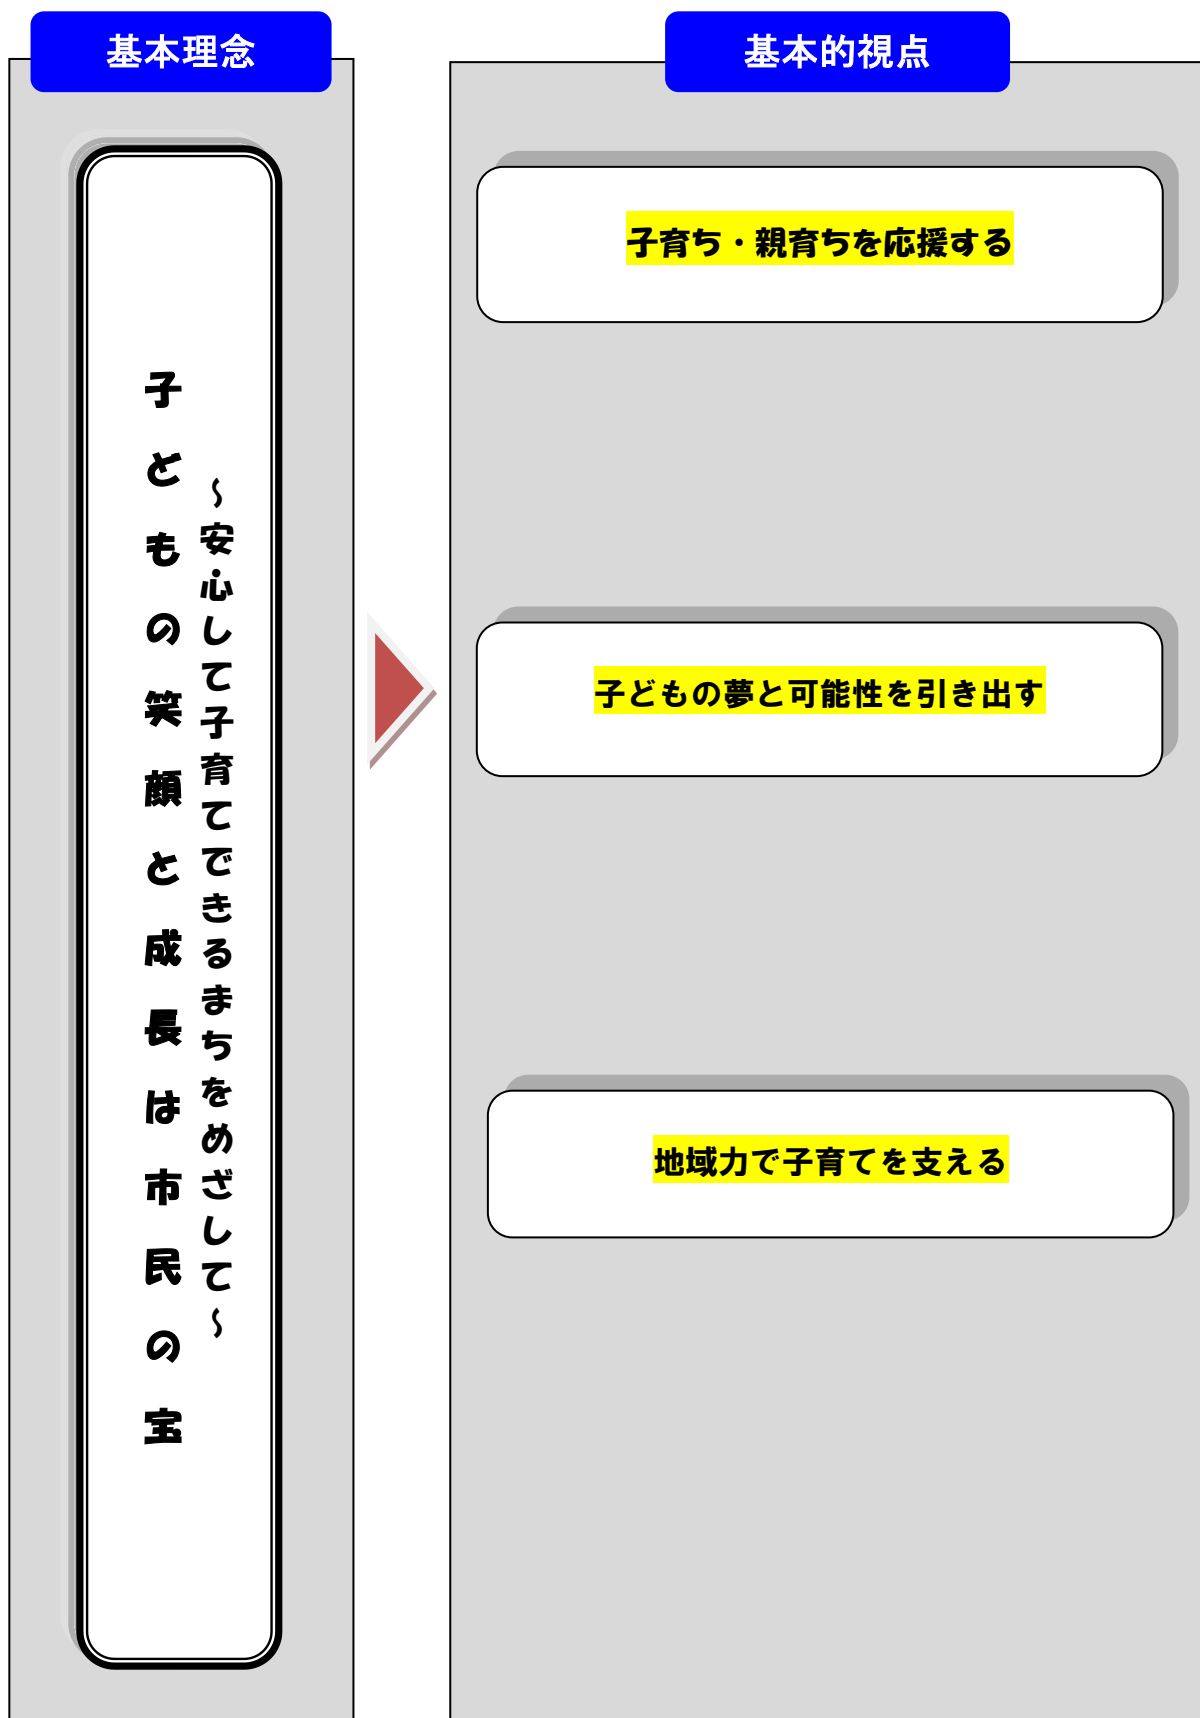 基本理念
～安心して子育てできるまちをめざして～
子どもの笑顔と成長は市民の宝
基本的視点
子育ち・親育ちを応援する
子どもの夢と可能性を引き出す
地域力で子育てを支える